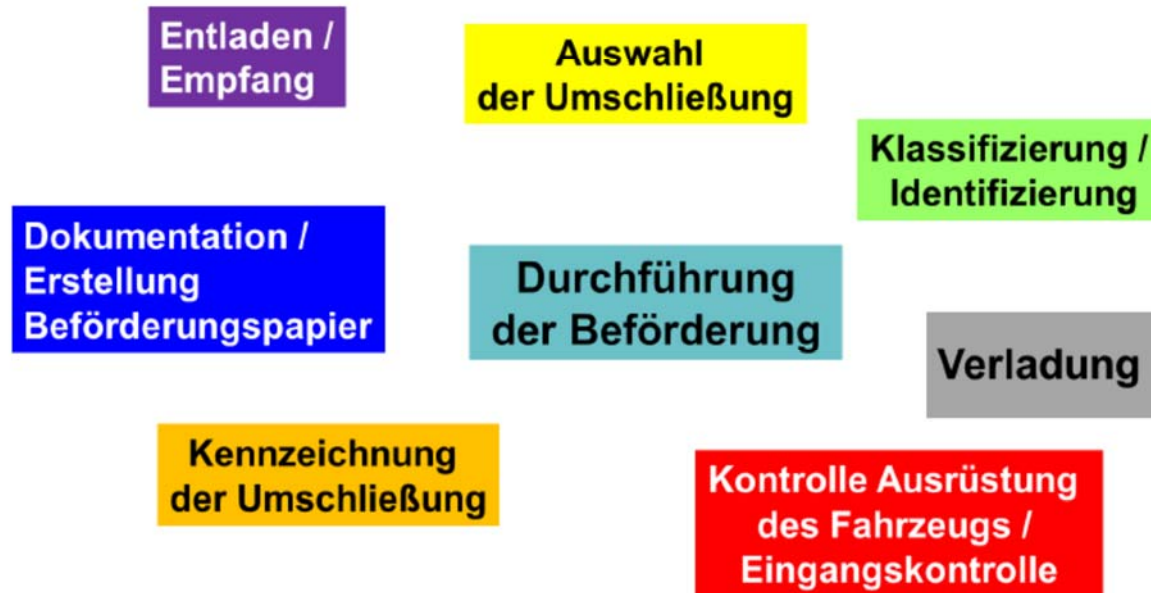 Entladen /
Empfang
Auswahl
der Umschließung
Klassifizierung /
Identifizierung
Dokumentation /
Erstellung
Beförderungspapier
Durchführung
der Beförderung
Verladung
Kennzeichnung
der Umschließung
Kontrolle Ausrüstung
des Fahrzeugs /
Eingangskontrolle